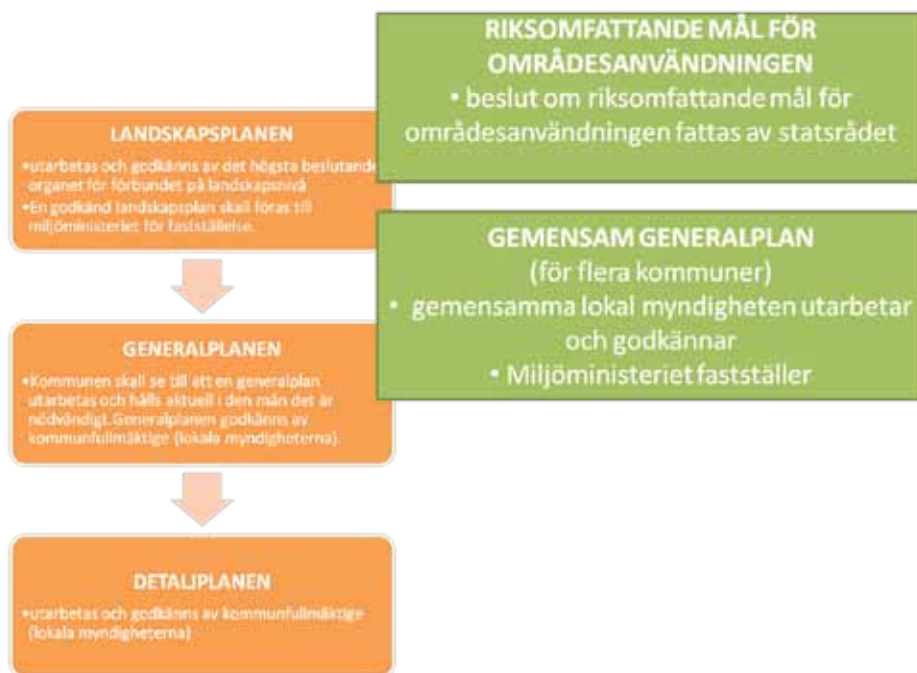 RIKSOMFATTANDE MÅL FÖR
OMRÅDESANVÄNDNINGEN
• beslut om riksomfattande mål för
områdesanvändningen fattas av statsrådet
LANDSKAPSPLANEN
•utarbetas och godkänns av det högsta beslutande
organet för förbundet på landskapsnivå
•En godkänd landskapsplan skall föras till
miljöministeriet för fastställelse.
GEMENSAM GENERALPLAN
(för flera kommuner)
• gemensamma lokal myndigheten utarbetar
och godkännar
• Miljöministeriet fastställer
GENERALPLANEN
•Kommunen skall se till att en generalplan
utarbetas och hålls aktuell i den mån det är
nödvändigt.Generalplanen godkänns av
kommunfullmäktige (lokala myndigheterna).
DETALJPLANEN
•utarbetas och godkänns av kommunfullmäktige
(lokala myndigheterna)